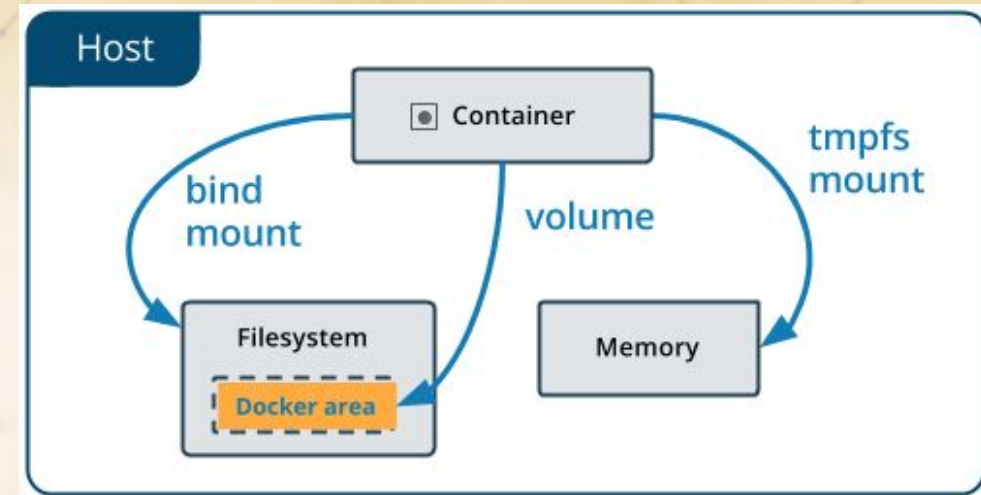 Host
Container
bind
mount
volume
tmpfs
mount
Filesystem
Docker area
Memory